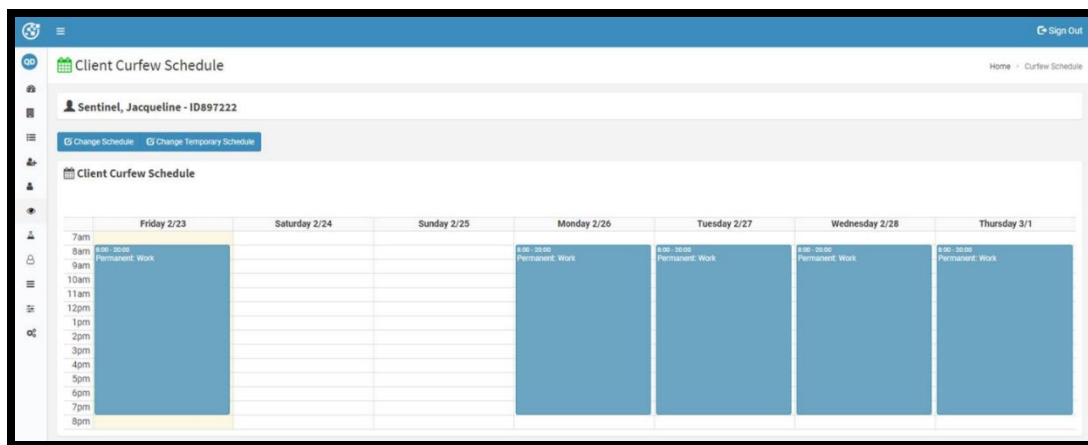 Sign Out
QD
Client Curfew Schedule
Home > Curfew Schedule
Sentinel, Jacqueline - ID897222
Change Schedule Change Temporary Schedule
Client Curfew Schedule
Friday 2/23 Saturday 2/24 Sunday 2/25 Monday 2/26 Tuesday 2/27 Wednesday 2/28 Thursday 3/1
7am
8am 8:00 - 20:00 8:00 - 20:00 8:00 - 20:00 8:00 - 20:00 8:00 - 20:00
Permanent: Work Permanent: Work Permanent: Work Permanent: Work Permanent: Work
9am
10am
11am
12pm
1pm
2pm
3pm
4pm
5pm
6pm
7pm
8pm